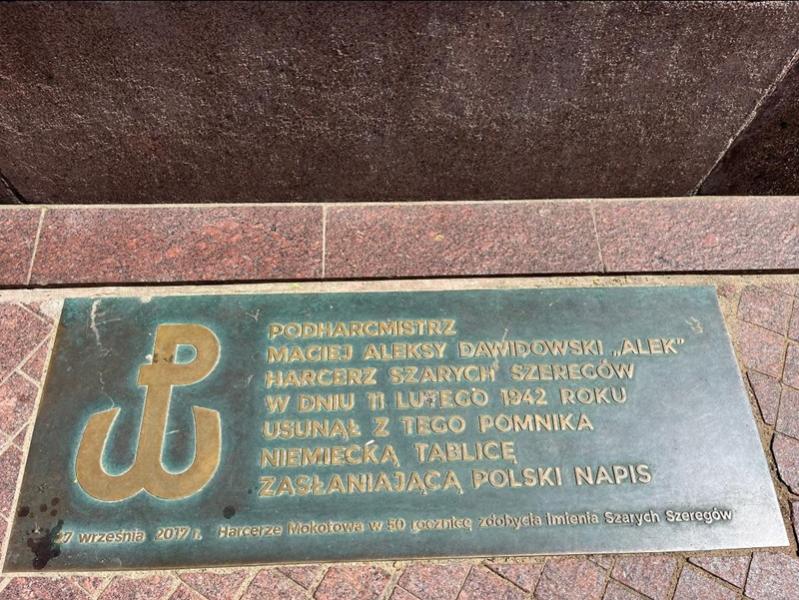 PODHARCMISTRZ
MACIEJ ALEKSY DAWIDOWSKI „ALEK”
HARCERZ SZARYCH SZEREGÓW
W DNIU 11 LUTEGO 1942 ROKU
USUNĄŁ Z TEGO POMNIKA
NIEMIECKĄ TABLICĘ
ZASŁANIAJĄCĄ POLSKI NAPIS
27 września 2017 r. Harcerze Mokotowa w 50 rocznicę zdobycia imienia Szarych Szeregów